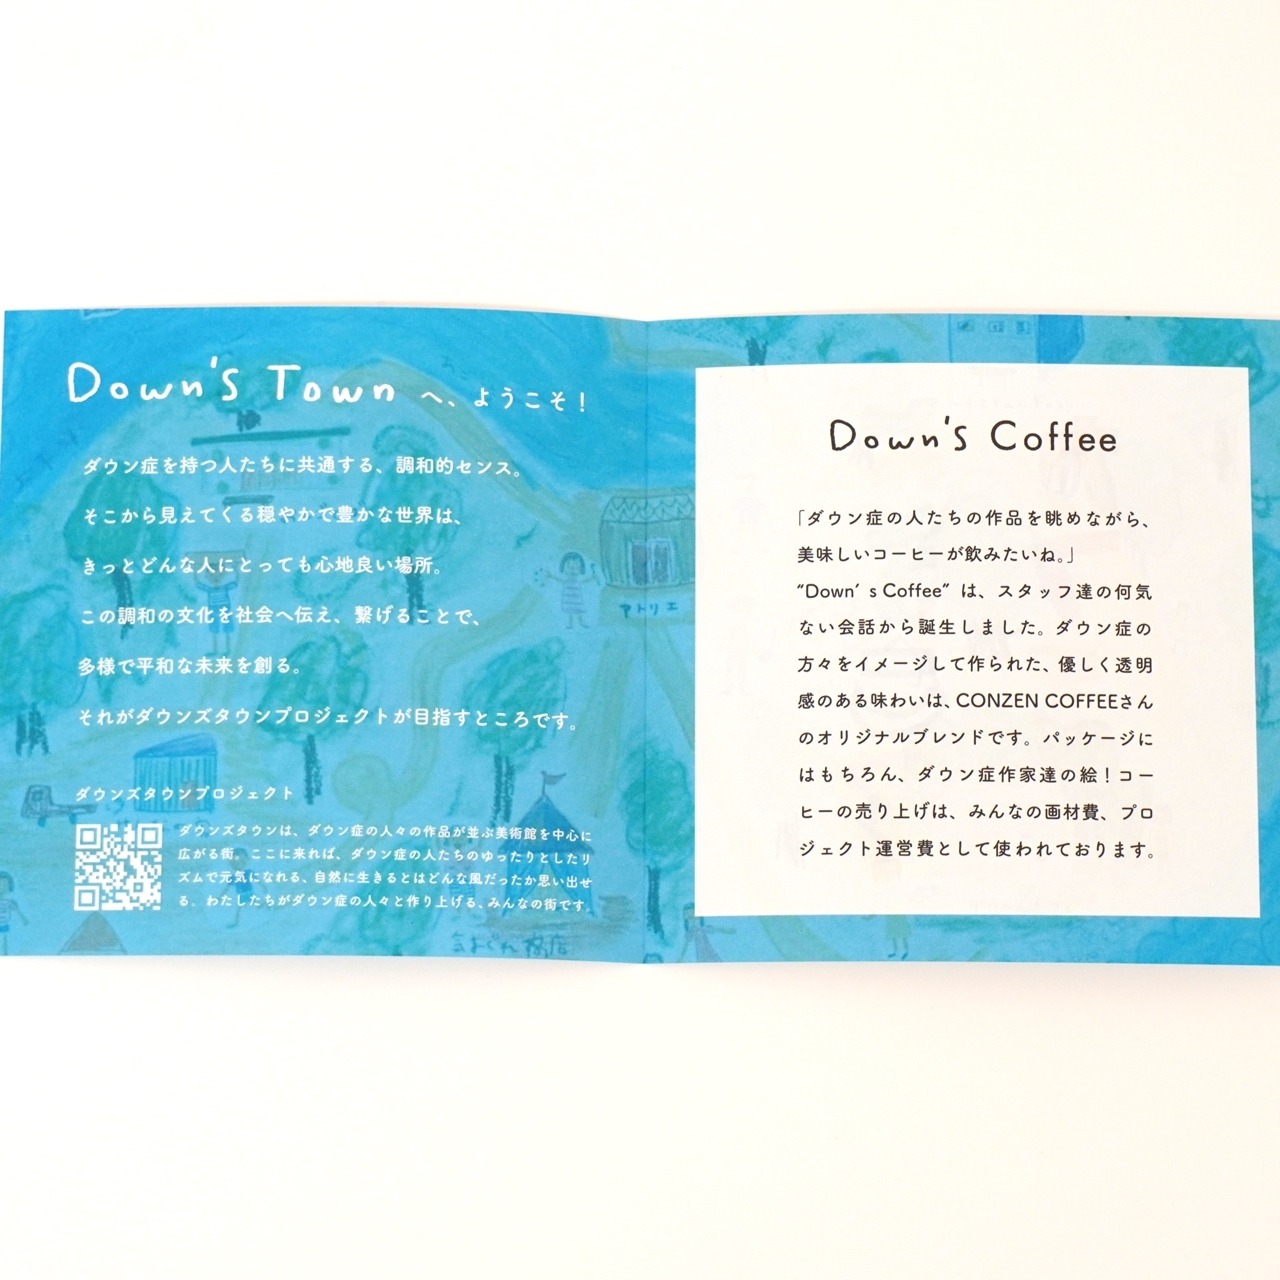 Down's Town へ、ようこそ！
ダウン症を持つ人たちに共通する、調和的センス。
そこから見えてくる穏やかで豊かな世界は、
きっとどんな人にとっても心地良い場所。
この調和の文化を社会へ伝え、繋げることで、
多様で平和な未来を創る。
それがダウンズタウンプロジェクトが目指すところです。
ダウンズタウンプロジェクト
ダウンズタウンは、ダウン症の人々の作品が並ぶ美術館を中心に
広がる街。ここに来れば、ダウン症の人たちのゆったりとしたリ
ズムで元気になれる、自然に生きるとはどんな風だったか思い出せ
る。わたしたちがダウン症の人々と作り上げる、みんなの街です。
アトリエ
Down's Coffee
「ダウン症の人たちの作品を眺めながら、
美味しいコーヒーが飲みたいね。」
“Down’s Coffee” は、スタッフ達の何気
ない会話から誕生しました。ダウン症の
方々をイメージして作られた、優しく透明
感のある味わいは、CONZEN COFFEEさん
のオリジナルブレンドです。パッケージに
はもちろん、ダウン症作家達の絵！コー
ヒーの売り上げは、みんなの画材費、プロ
ジェクト運営費として使われております。